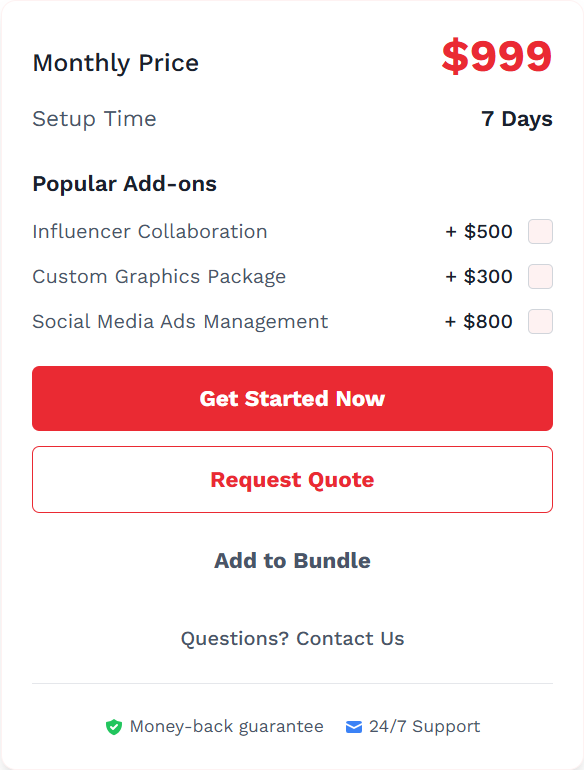 Monthly Price $999
Setup Time 7 Days
Popular Add-ons
Influencer Collaboration + $500
Custom Graphics Package + $300
Social Media Ads Management + $800
Get Started Now
Request Quote
Add to Bundle
Questions? Contact Us
Money-back guarantee 24/7 Support